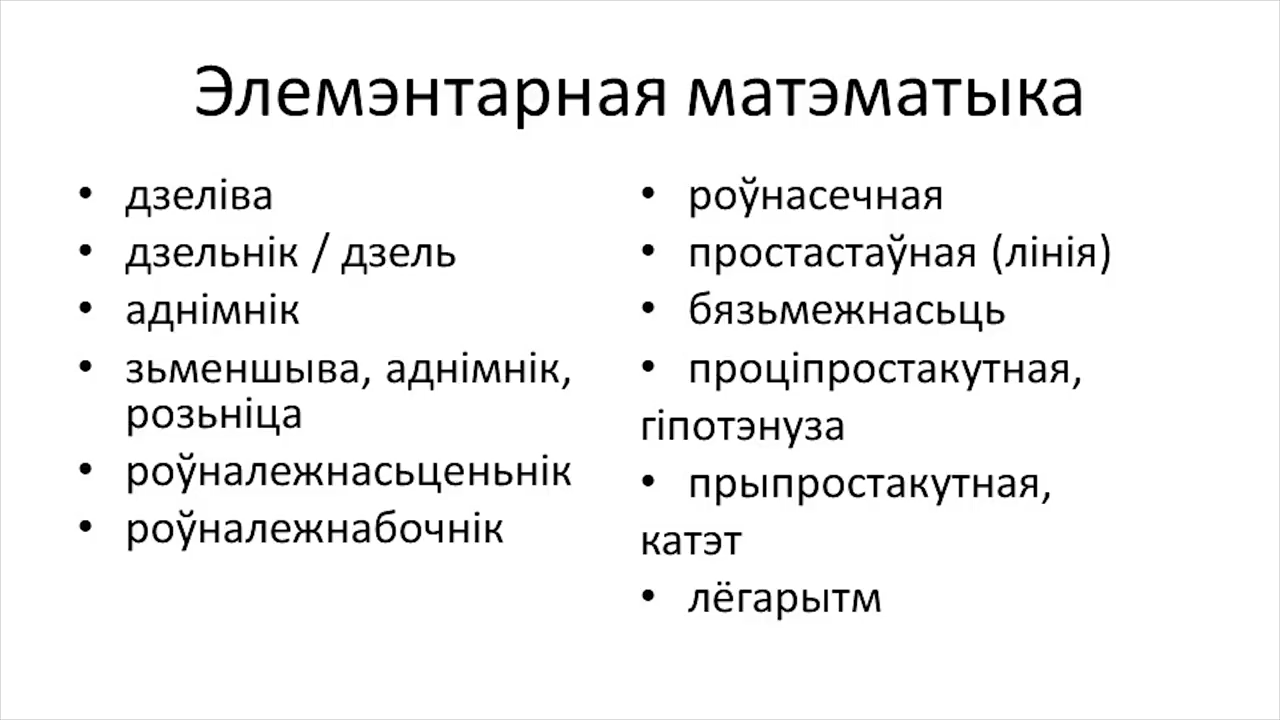 Элемэнтарная матэматыка
• дзеліва
• дзельнік / дзель
• аднімнік
• зьменшыва, аднімнік,
розьніца
• роўналежнасьценьнік
• роўналежнабочнік
• роўнасечная
• простастаўная (лінія)
• бязьмежнасьць
• проціпростакутная,
гіпотэнуза
• прыпростакутная,
катэт
• лёгарытм